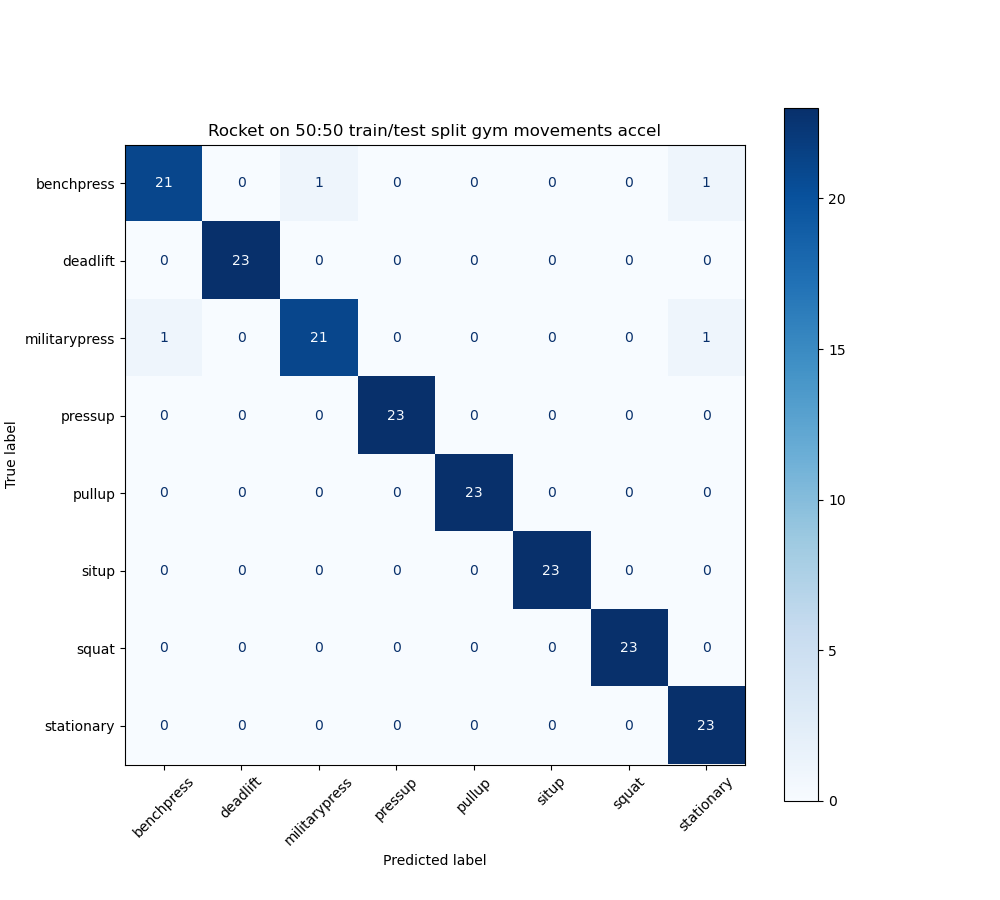 Rocket on 50:50 train/test split gym movements accel
True label
benchpress 21 0 1 0 0 0 0 1
deadlift 0 23 0 0 0 0 0 0
militarypress 1 0 21 0 0 0 0 1
pressup 0 0 0 23 0 0 0 0
pullup 0 0 0 0 23 0 0 0
situp 0 0 0 0 0 23 0 0
squat 0 0 0 0 0 0 23 0
stationary 0 0 0 0 0 0 0 23
benchpress deadlift militarypress pressup pullup situp squat stationary
Predicted label
20
15
10
5
0